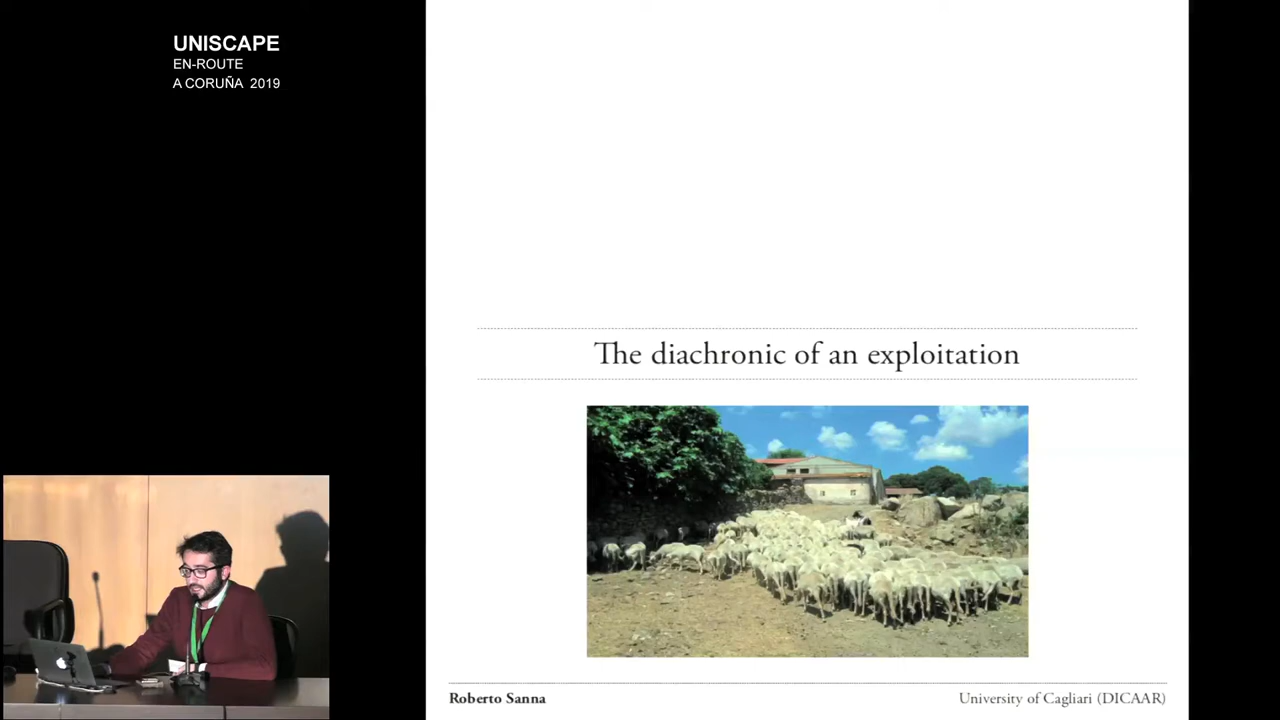 UNISCAPE
EN-ROUTE
A CORUÑA 2019
The diachronic of an exploitation
Roberto Sanna
University of Cagliari (DICAAR)